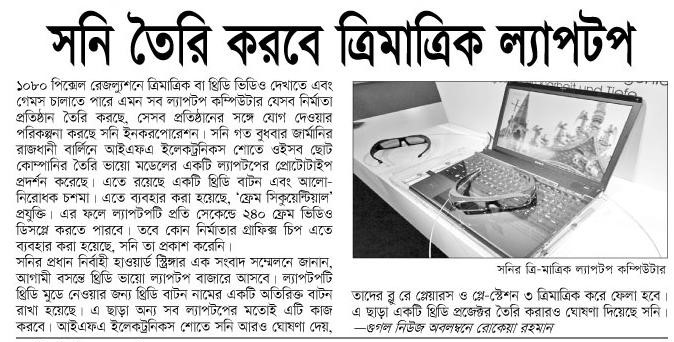 সনি তৈরি করবে ত্রিমাত্রিক ল্যাপটপ
১০৮০ পিক্সেল রেজল্যুশনে ত্রিমাত্রিক বা থ্রিডি ভিডিও দেখাতে এবং
গেমস চালাতে পারে এমন সব ল্যাপটপ কম্পিউটার যেসব নির্মাতা
প্রতিষ্ঠান তৈরি করছে, সেসব প্রতিষ্ঠানের সঙ্গে যোগ দেওয়ার
পরিকল্পনা করছে সনি ইনকরপোরেশন। সনি গত বুধবার জার্মানির
রাজধানী বার্লিনে আইএফএ ইলেকট্রনিকস শোতে ওইসব ছোট
কোম্পানির তৈরি ভায়ো মডেলের একটি ল্যাপটপের প্রোটোটাইপ
প্রদর্শন করেছে। এতে রয়েছে একটি থ্রিডি বাটন এবং আলো-
নিরোধক চশমা। এতে ব্যবহার করা হয়েছে, ‘ফ্রেম সিকুয়েন্টিয়াল’
প্রযুক্তি। এর ফলে ল্যাপটপটি প্রতি সেকেন্ডে ২৪০ ফ্রেম ভিডিও
ডিসপ্লে করতে পারবে। তবে কোন নির্মাতার গ্রাফিক্স চিপ এতে
ব্যবহার করা হয়েছে, সনি তা প্রকাশ করেনি।
সনির প্রধান নির্বাহী হাওয়ার্ড স্ট্রিঙ্গার এক সংবাদ সম্মেলনে জানান,
আগামী বসন্তে থ্রিডি ভায়ো ল্যাপটপ বাজারে আসবে। ল্যাপটপটি
থ্রিডি মুডে নেওয়ার জন্য থ্রিডি বাটন নামের একটি অতিরিক্ত বাটন
রাখা হয়েছে। এ ছাড়া অন্য সব ল্যাপটপের মতোই এটি কাজ
করবে। আইএফএ ইলেকট্রনিকস শোতে সনি আরও ঘোষণা দেয়,
সনির ত্রি-মাত্রিক ল্যাপটপ কম্পিউটার
তাদের ব্লু রে প্লেয়ারস ও প্লে-স্টেশন ৩ ত্রিমাত্রিক করে ফেলা হবে।
এ ছাড়া একটি থ্রিডি প্রজেক্টর তৈরি করারও ঘোষণা দিয়েছে সনি।
—গুগল নিউজ অবলম্বনে রোকেয়া রহমান